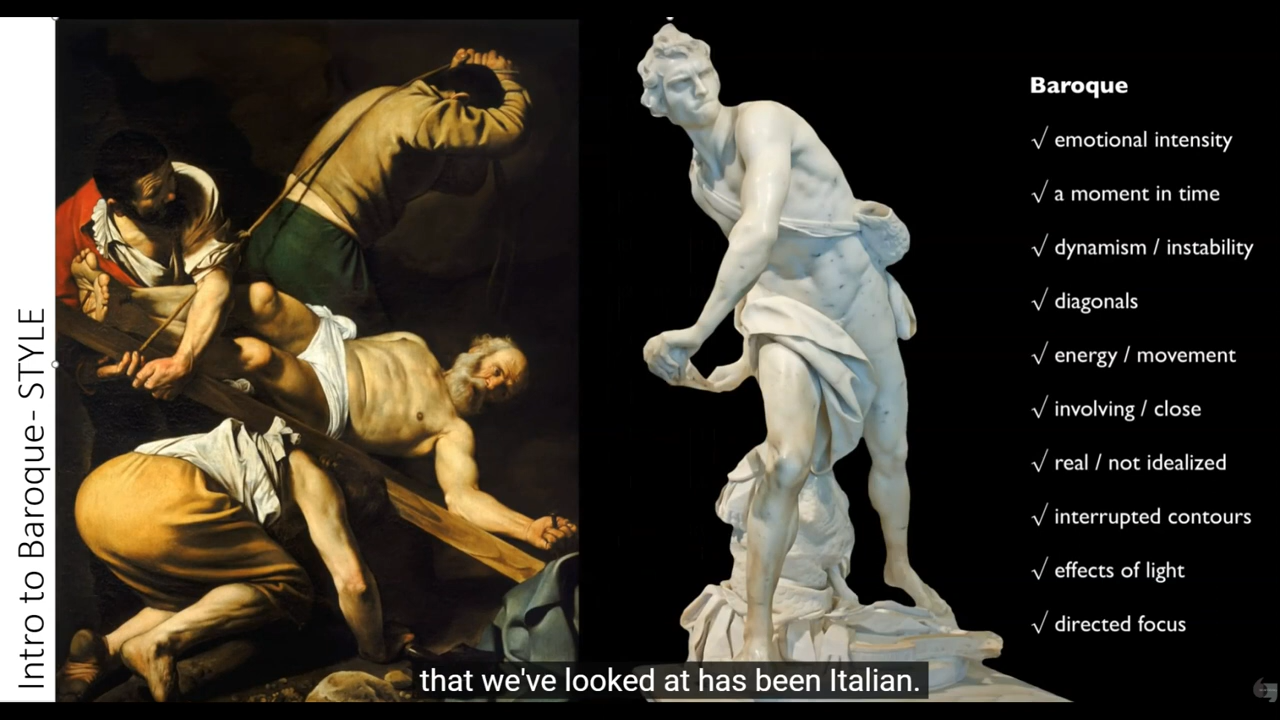 Intro to Baroque- STYLE
Baroque
√ emotional intensity
√ a moment in time
√ dynamism / instability
√ diagonals
√ energy / movement
√ involving / close
√ real / not idealized
√ interrupted contours
√ effects of light
√ directed focus
that we've looked at has been Italian.